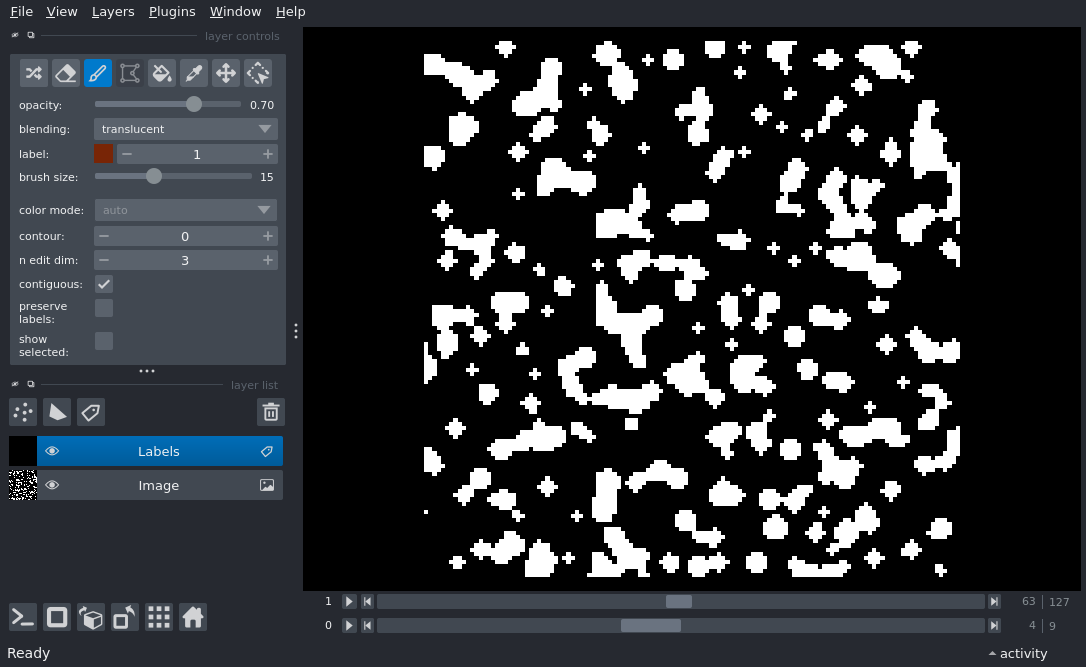 File View Layers Plugins Window Help
layer controls
opacity: 0.70
blending: translucent
label: 1
brush size: 15
color mode: auto
contour: 0
n edit dim: 3
contiguous:
preserve
labels:
show
selected:
layer list
Labels
Image
1 63 127
0 4 9
Ready activity